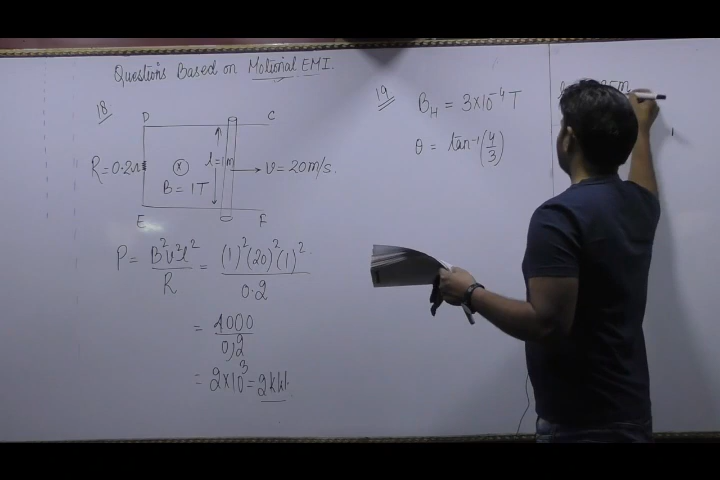 Questions Based on Motional EMI.
18
D C
R = 0.2Ω
l = 1m
B = 1T
v = 20m/s.
E F
P = B²v²l² / R = (1)²(20)²(1)² / 0.2
= 4000 / 0,2
= 2×10³ = 2kW.
19
B_H = 3×10⁻⁴ T
θ = tan⁻¹(4/3)